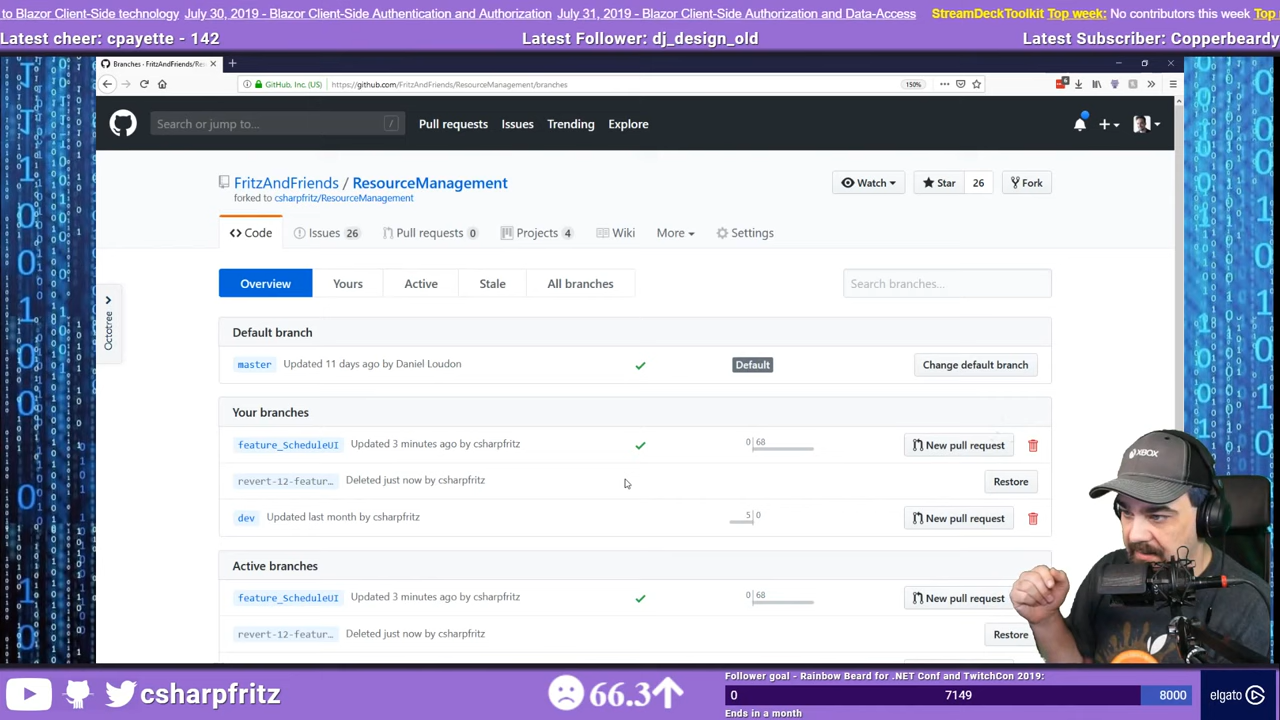 to Blazor Client-Side technology July 30, 2019 - Blazor Client-Side Authentication and Authorization July 31, 2019 - Blazor Client-Side Authorization and Data-Access StreamDeckToolkit Top week: No contributors this week Top
Latest cheer: cpayette - 142 Latest Follower: dj_design_old Latest Subscriber: Copperbeardy
Branches - FritzAndFriends/Res
GitHub, Inc. (US) https://github.com/FritzAndFriends/ResourceManagement/branches 150%
Search or jump to... / Pull requests Issues Trending Explore
FritzAndFriends / ResourceManagement Watch Star 26 Fork
forked to csharpfritz/ResourceManagement
Code Issues 26 Pull requests 0 Projects 4 Wiki More Settings
Overview Yours Active Stale All branches Search branches...
Octotree
Default branch
master Updated 11 days ago by Daniel Loudon Default Change default branch
Your branches
feature_ScheduleUI Updated 3 minutes ago by csharpfritz 0 68 New pull request
revert-12-featur... Deleted just now by csharpfritz Restore
dev Updated last month by csharpfritz 5 0 New pull request
Active branches
feature_ScheduleUI Updated 3 minutes ago by csharpfritz 0 68 New pull request
revert-12-featur... Deleted just now by csharpfritz Restore
XBOX
csharpfritz 66.3
Follower goal - Rainbow Beard for .NET Conf and TwitchCon 2019:
0 7149 8000
Ends in a month
elgato